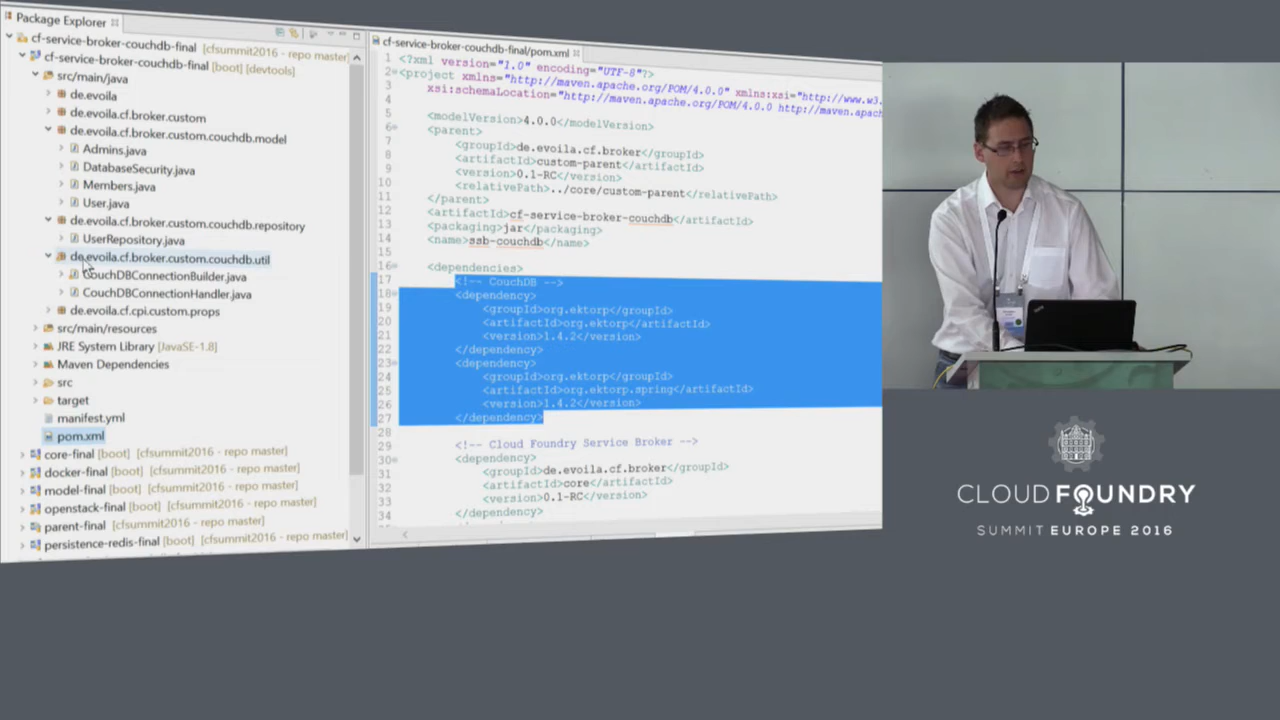 Package Explorer
cf-service-broker-couchdb-final [cfsummit2016 - repo master]
cf-service-broker-couchdb-final [boot] [devtools]
src/main/java
de.evoila
de.evoila.cf.broker.custom
de.evoila.cf.broker.custom.couchdb.model
Admins.java
DatabaseSecurity.java
Members.java
User.java
de.evoila.cf.broker.custom.couchdb.repository
UserRepository.java
de.evoila.cf.broker.custom.couchdb.util
CouchDBConnectionBuilder.java
CouchDBConnectionHandler.java
de.evoila.cf.cpi.custom.props
src/main/resources
JRE System Library [JavaSE-1.8]
Maven Dependencies
src
target
manifest.yml
pom.xml
core-final [boot] [cfsummit2016 - repo master]
docker-final [boot] [cfsummit2016 - repo master]
model-final [boot] [cfsummit2016 - repo master]
openstack-final [boot] [cfsummit2016 - repo master]
parent-final [cfsummit2016 - repo master]
persistence-redis-final [boot] [cfsummit2016 - repo master]
cf-service-broker-couchdb-final/pom.xml
1 <?xml version="1.0" encoding="UTF-8"?>
2 <project xmlns="http://maven.apache.org/POM/4.0.0" xmlns:xsi="http://www.w3.
3 xsi:schemaLocation="http://maven.apache.org/POM/4.0.0 http://maven.apac
4
5 <modelVersion>4.0.0</modelVersion>
6 <parent>
7 <groupId>de.evoila.cf.broker</groupId>
8 <artifactId>custom-parent</artifactId>
9 <version>0.1-RC</version>
10 <relativePath>../core/custom-parent</relativePath>
11 </parent>
12 <artifactId>cf-service-broker-couchdb</artifactId>
13 <packaging>jar</packaging>
14 <name>ssb-couchdb</name>
15
16 <dependencies>
17 <!-- CouchDB -->
18 <dependency>
19 <groupId>org.ektorp</groupId>
20 <artifactId>org.ektorp</artifactId>
21 <version>1.4.2</version>
22 </dependency>
23 <dependency>
24 <groupId>org.ektorp</groupId>
25 <artifactId>org.ektorp.spring</artifactId>
26 <version>1.4.2</version>
27 </dependency>
28
29 <!-- Cloud Foundry Service Broker -->
30 <dependency>
31 <groupId>de.evoila.cf.broker</groupId>
32 <artifactId>core</artifactId>
33 <version>0.1-RC</version>
34 </dependency>
CLOUD FOUNDRY
SUMMIT EUROPE 2016